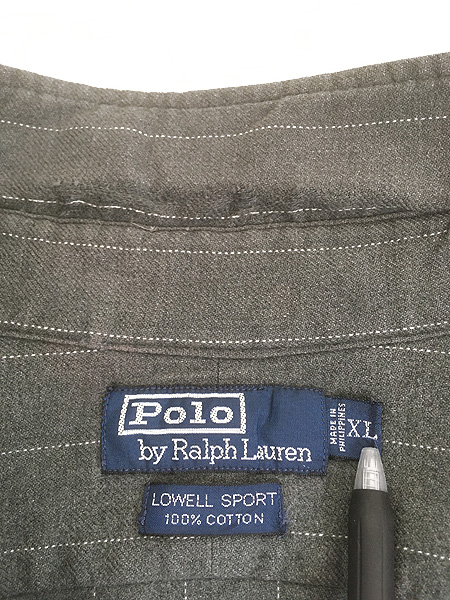 Polo
by Ralph Lauren
MADE IN
PHILIPPINES
XL
LOWELL SPORT
100% COTTON